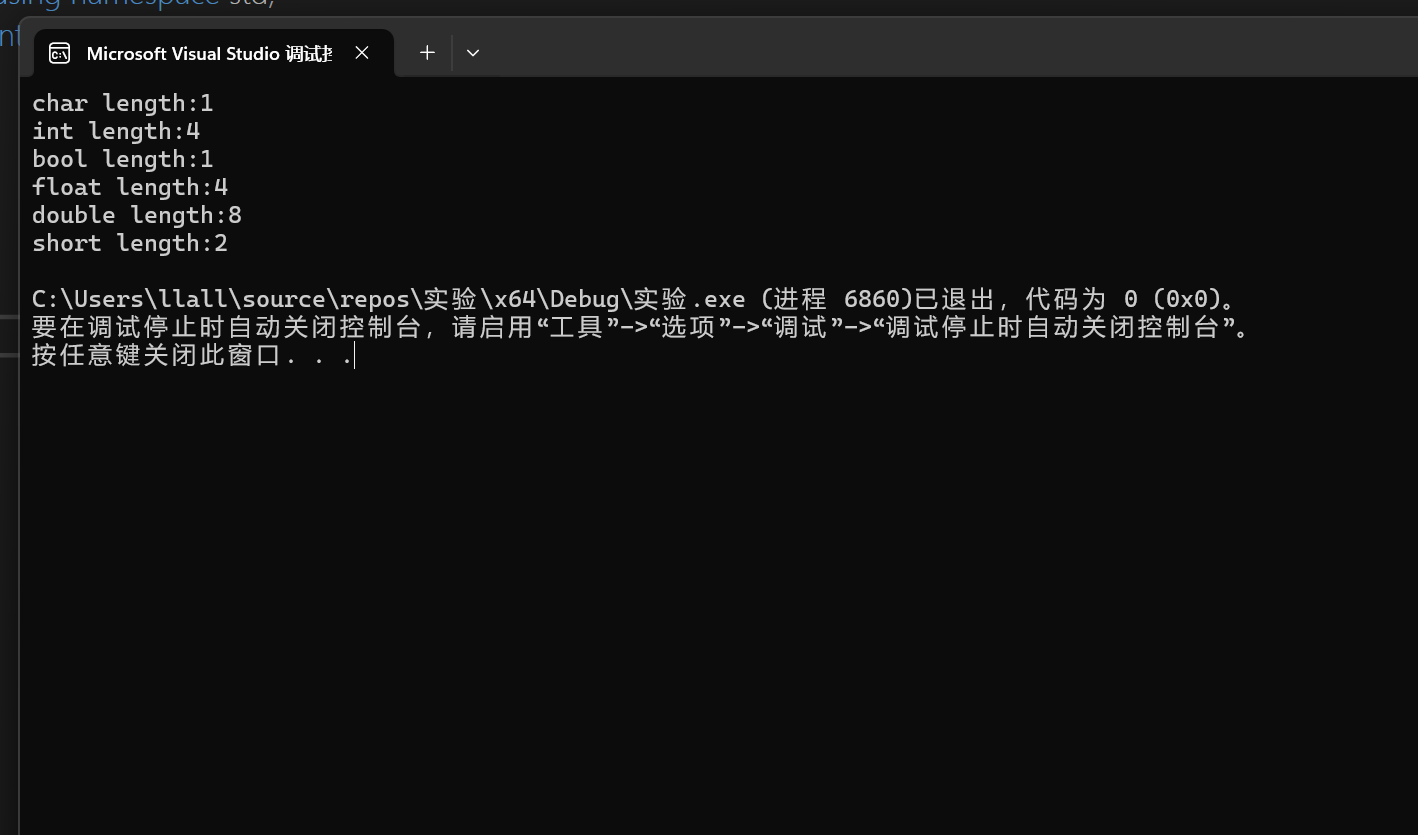 using namespace std;
int
Microsoft Visual Studio 调试
char length:1
int length:4
bool length:1
float length:4
double length:8
short length:2
C:\Users\llall\source\repos\实验\x64\Debug\实验.exe (进程 6860)已退出，代码为 0 (0x0)。
要在调试停止时自动关闭控制台，请启用“工具”->“选项”->“调试”->“调试停止时自动关闭控制台”。
按任意键关闭此窗口. . .